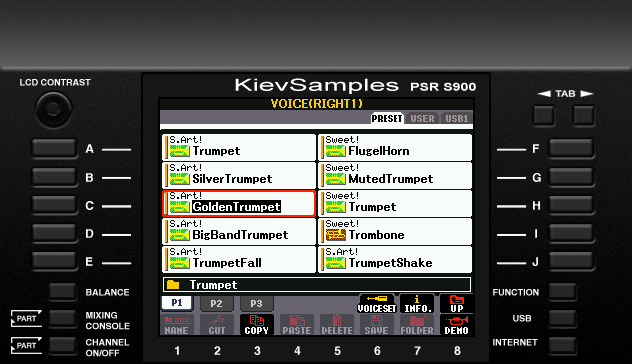 LCD CONTRAST
KievSamples PSR S900
TAB
VOICE(RIGHT1)
PRESET USER USB1
A
S.Art!
Trumpet
Sweet!
FlugelHorn
F
B
S.Art!
SilverTrumpet
Sweet!
MutedTrumpet
G
C
S.Art!
GoldenTrumpet
Sweet!
Trumpet
H
D
S.Art!
BigBandTrumpet
Sweet!
Trombone
I
E
S.Art!
TrumpetFall
S.Art!
TrumpetShake
J
Trumpet
BALANCE
FUNCTION
P1 P2 P3 VOICESET INFO. UP
PART
MIXING
CONSOLE
USB
NAME CUT COPY PASTE DELETE SAVE FOLDER DEMO
PART
CHANNEL
ON/OFF
INTERNET
1 2 3 4 5 6 7 8